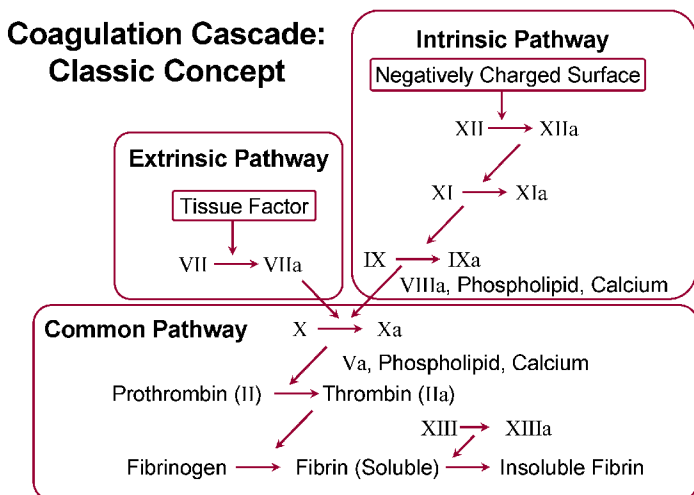 Coagulation Cascade:
Classic Concept
Intrinsic Pathway
Negatively Charged Surface
XII XIIa
XI XIa
IX IXa
VIIIa, Phospholipid, Calcium
Extrinsic Pathway
Tissue Factor
VII VIIa
Common Pathway
X Xa
Va, Phospholipid, Calcium
Prothrombin (II) Thrombin (IIa)
XIII XIIIa
Fibrinogen Fibrin (Soluble) Insoluble Fibrin